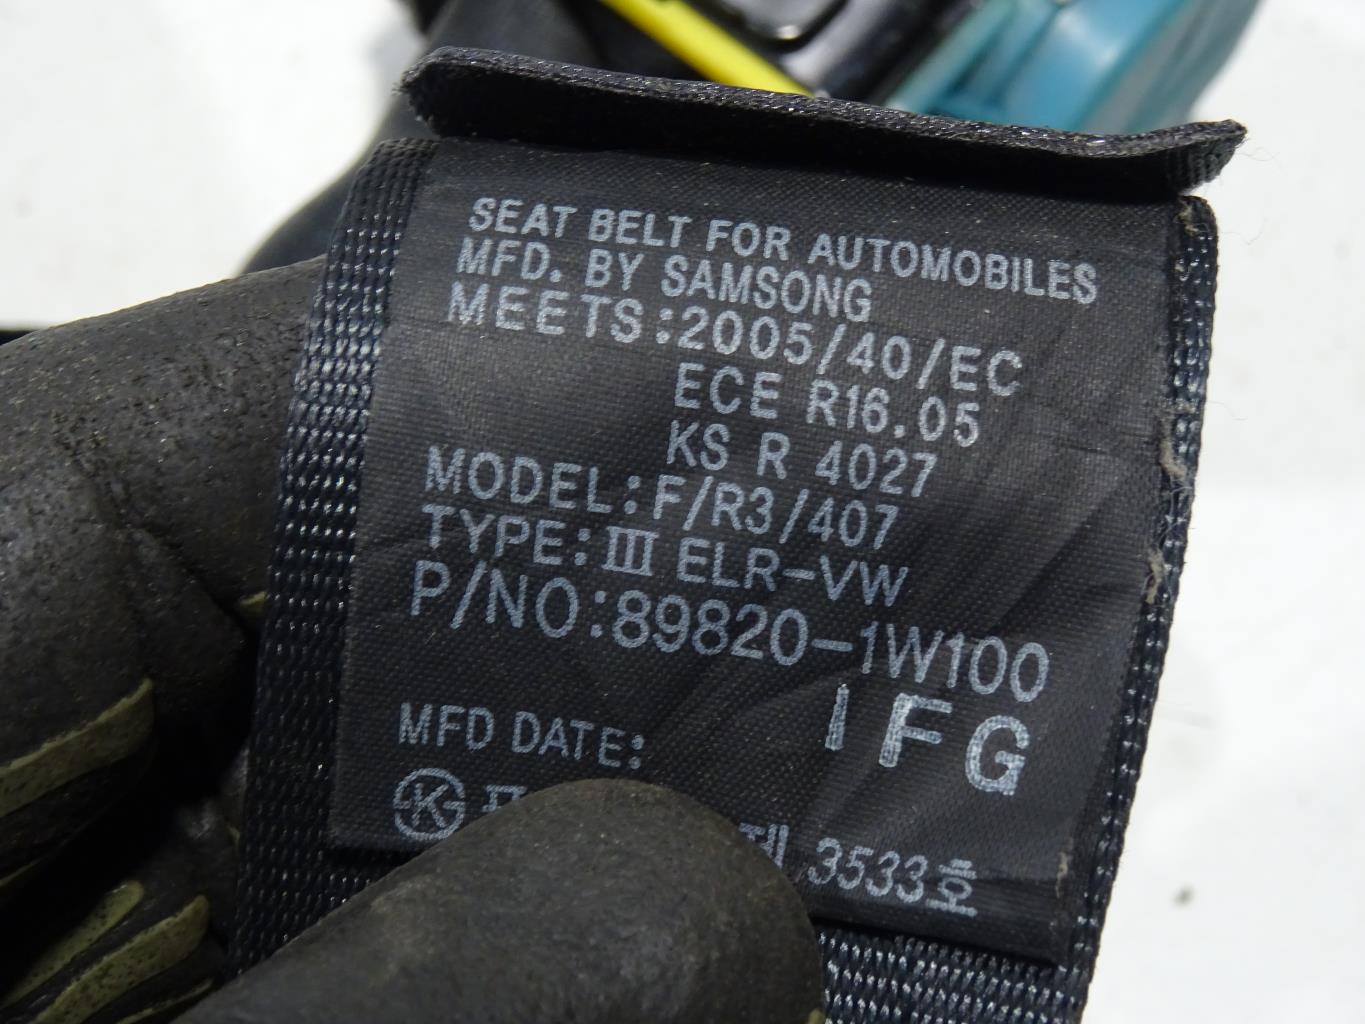 SEAT BELT FOR AUTOMOBILES
MFD. BY SAMSONG
MEETS:2005/40/EC
ECE R16.05
KS R 4027
MODEL:F/R3/407
TYPE:Ⅲ ELR-VW
P/NO:89820-1W100
I F G
MFD DATE:
K 제 3533호